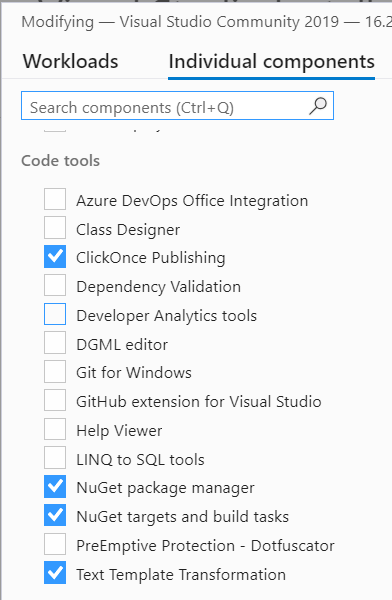 Modifying — Visual Studio Community 2019 — 16.2
Workloads Individual components
Search components (Ctrl+Q)
Code tools
Azure DevOps Office Integration
Class Designer
ClickOnce Publishing
Dependency Validation
Developer Analytics tools
DGML editor
Git for Windows
GitHub extension for Visual Studio
Help Viewer
LINQ to SQL tools
NuGet package manager
NuGet targets and build tasks
PreEmptive Protection - Dotfuscator
Text Template Transformation